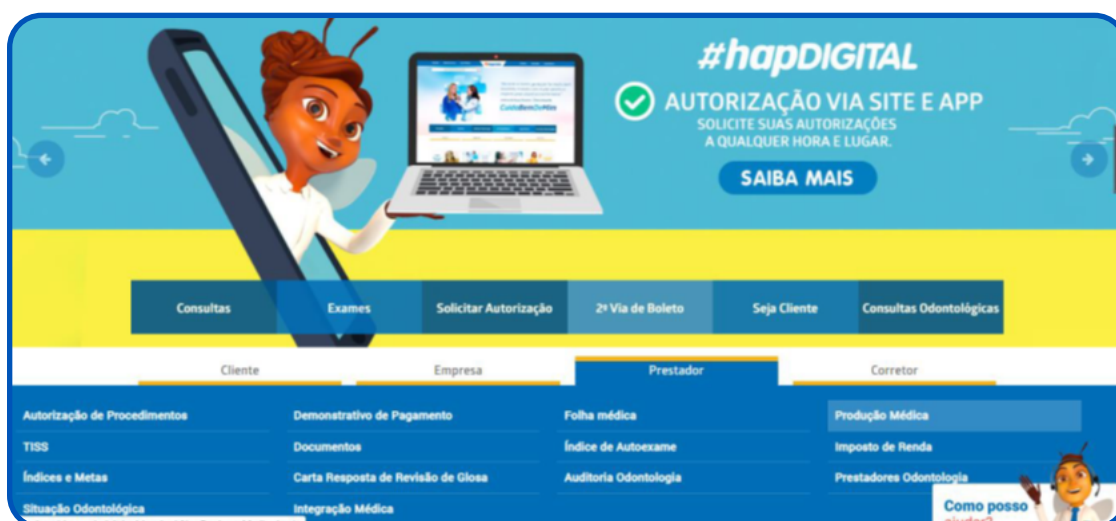 #hapDIGITAL
AUTORIZAÇÃO VIA SITE E APP
SOLICITE SUAS AUTORIZAÇÕES
A QUALQUER HORA E LUGAR.
SAIBA MAIS
Consultas
Exames
Solicitar Autorização
2ª Via de Boleto
Seja Cliente
Consultas Odontológicas
Cliente
Empresa
Prestador
Corretor
Autorização de Procedimentos
Demonstrativo de Pagamento
Folha médica
Produção Médica
TISS
Documentos
Índice de Autoexame
Imposto de Renda
Índices e Metas
Carta Resposta de Revisão de Glosa
Auditoria Odontologia
Prestadores Odontologia
Situação Odontológica
Integração Médica
Como posso
ajudar?